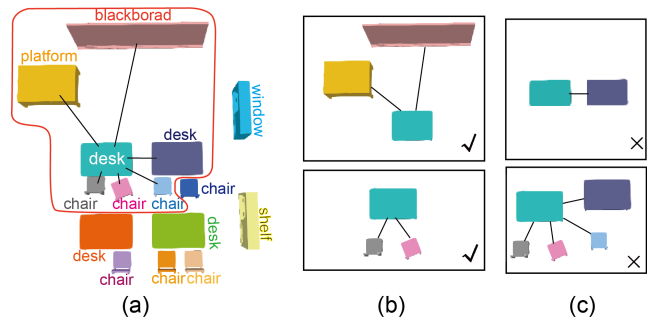 blackborad
platform
window
desk
desk
chair
chair
chair
chair
shelf
desk
desk
chair
chair
chair
(a)
(b)
(c)